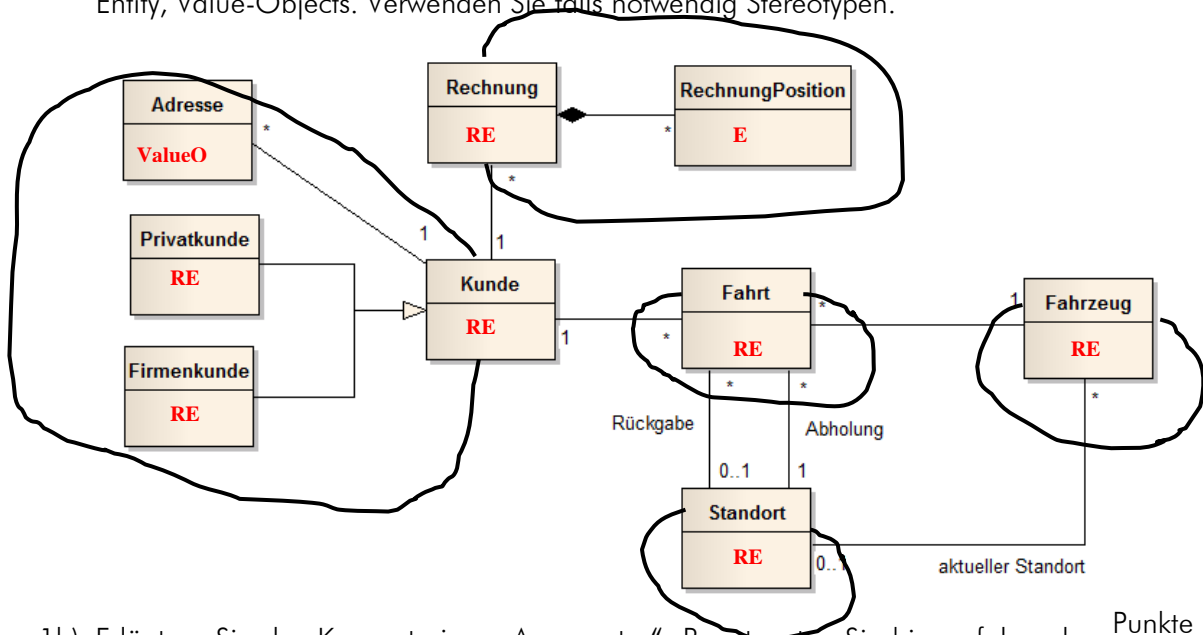 Entity, Value-Objects. Verwenden Sie falls notwendig Stereotypen.
Rechnung
RE
RechnungPosition
E
*
*
1
Adresse
ValueO
*
1
Privatkunde
RE
Firmenkunde
RE
Kunde
RE
1
*
Fahrt
RE
*
1
Fahrzeug
RE
*
*
*
Rückgabe
Abholung
0..1
1
Standort
RE
0..1
aktueller Standort
Punkte